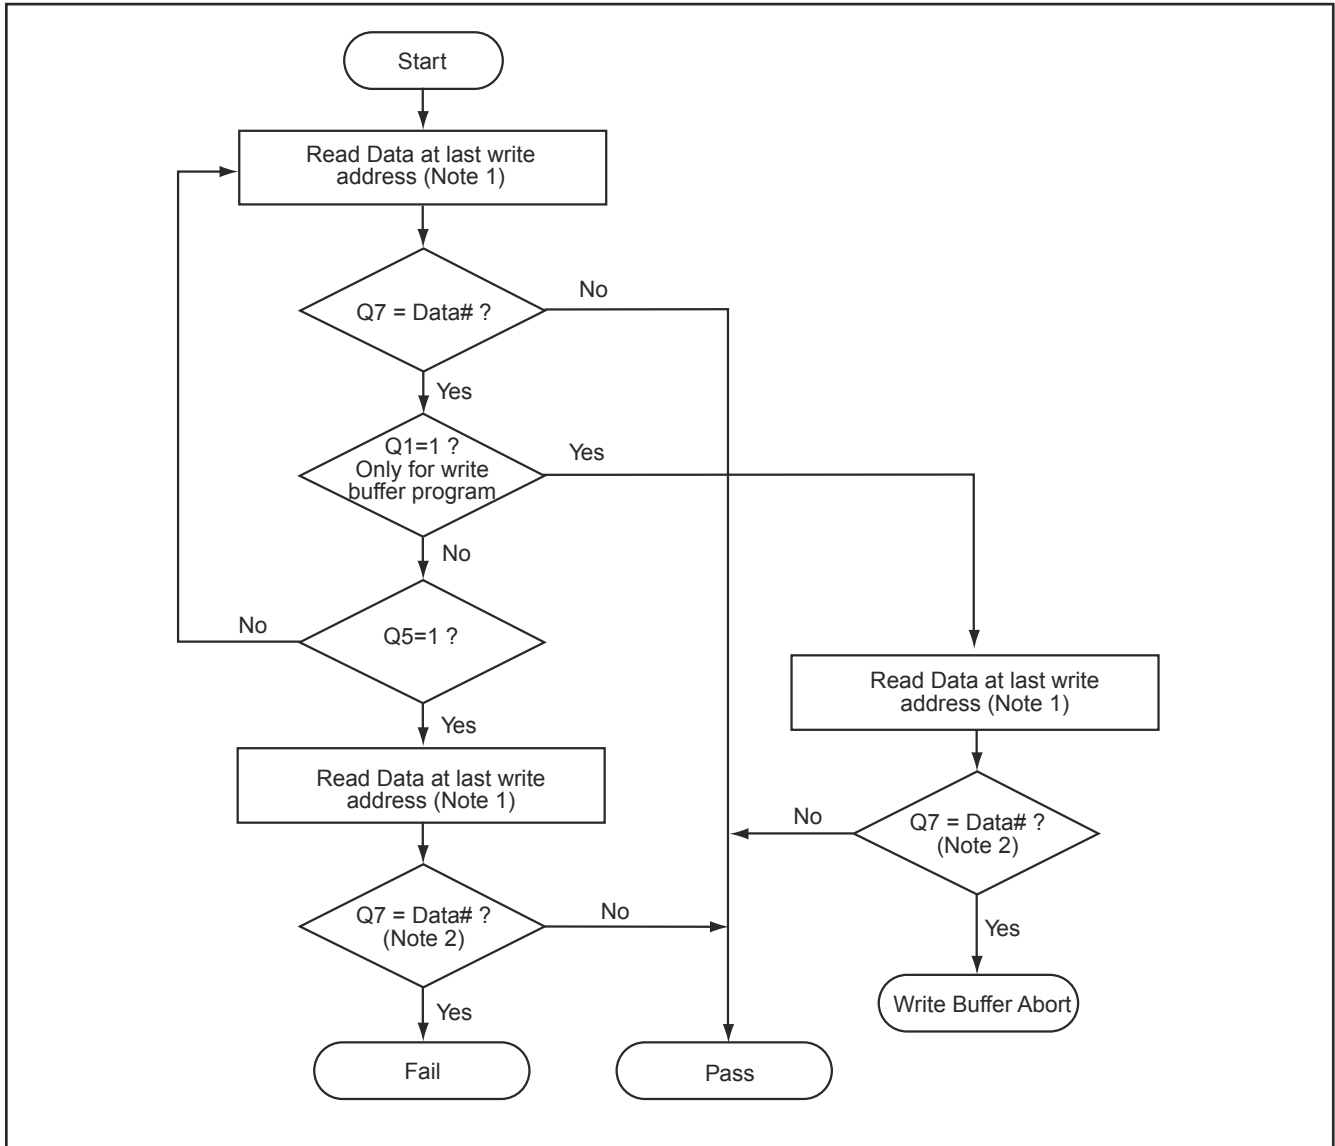 Start
Read Data at last write
address (Note 1)
Q7 = Data# ?
No
Yes
Q1=1 ?
Only for write
buffer program
Yes
No
Q5=1 ?
No
Yes
Read Data at last write
address (Note 1)
Read Data at last write
address (Note 1)
Q7 = Data# ?
(Note 2)
No
Yes
Q7 = Data# ?
(Note 2)
No
Yes
Write Buffer Abort
Fail
Pass